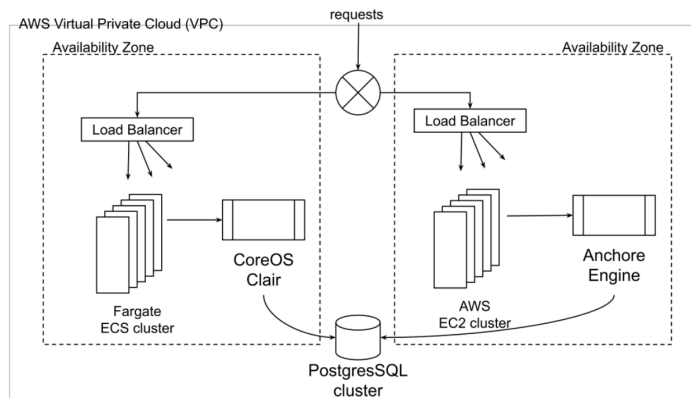 requests
AWS Virtual Private Cloud (VPC)
Availability Zone
Availability Zone
Load Balancer
Load Balancer
CoreOS
Clair
Anchore
Engine
Fargate
ECS cluster
AWS
EC2 cluster
PostgresSQL
cluster